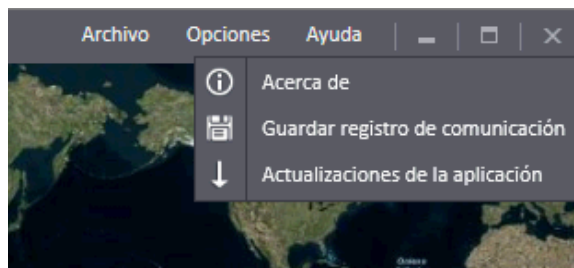 Archivo Opciones Ayuda
Acerca de
Guardar registro de comunicación
Actualizaciones de la aplicación